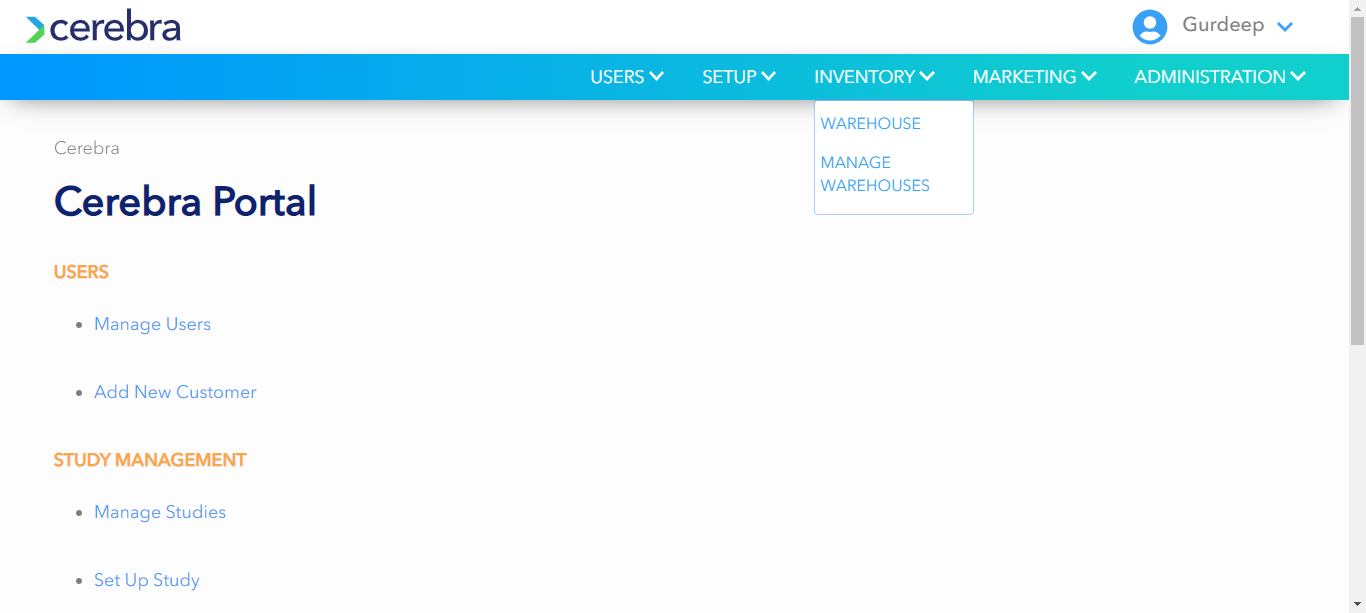 cerebra
Gurdeep
USERS SETUP INVENTORY MARKETING ADMINISTRATION
WAREHOUSE
MANAGE
WAREHOUSES
Cerebra
Cerebra Portal
USERS
Manage Users
Add New Customer
STUDY MANAGEMENT
Manage Studies
Set Up Study